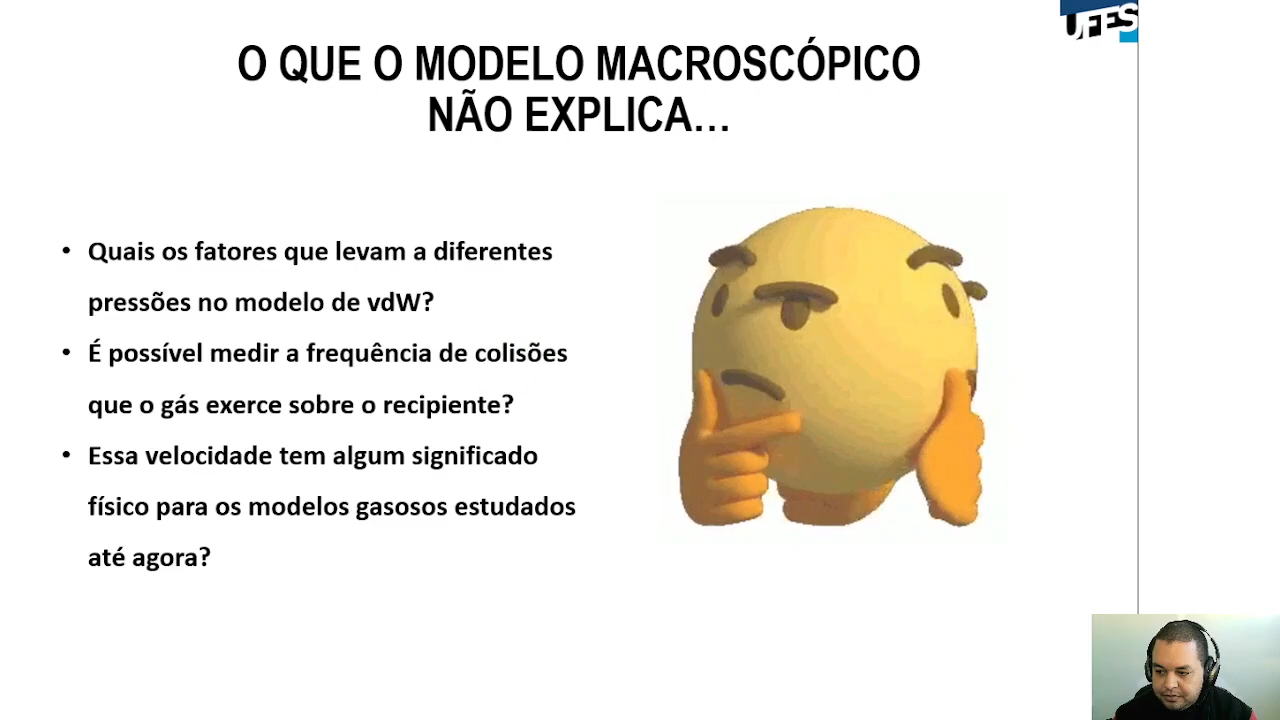 UFES
O QUE O MODELO MACROSCÓPICO
NÃO EXPLICA...
• Quais os fatores que levam a diferentes
pressões no modelo de vdW?
• É possível medir a frequência de colisões
que o gás exerce sobre o recipiente?
• Essa velocidade tem algum significado
físico para os modelos gasosos estudados
até agora?